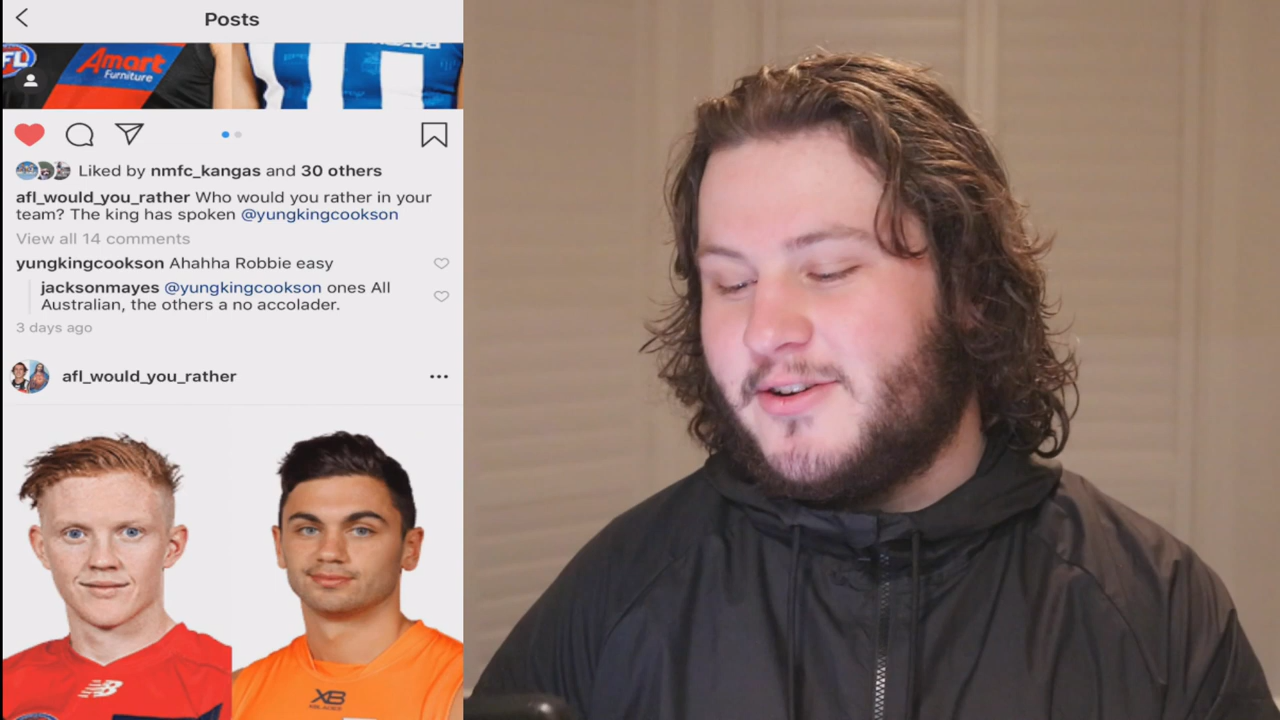 Posts
AFL
Amart
Furniture
Liked by nmfc_kangas and 30 others
afl_would_you_rather Who would you rather in your
team? The king has spoken @yungkingcookson
View all 14 comments
yungkingcookson Ahahha Robbie easy
jacksonmayes @yungkingcookson ones All
Australian, the others a no accolader.
3 days ago
afl_would_you_rather
XB